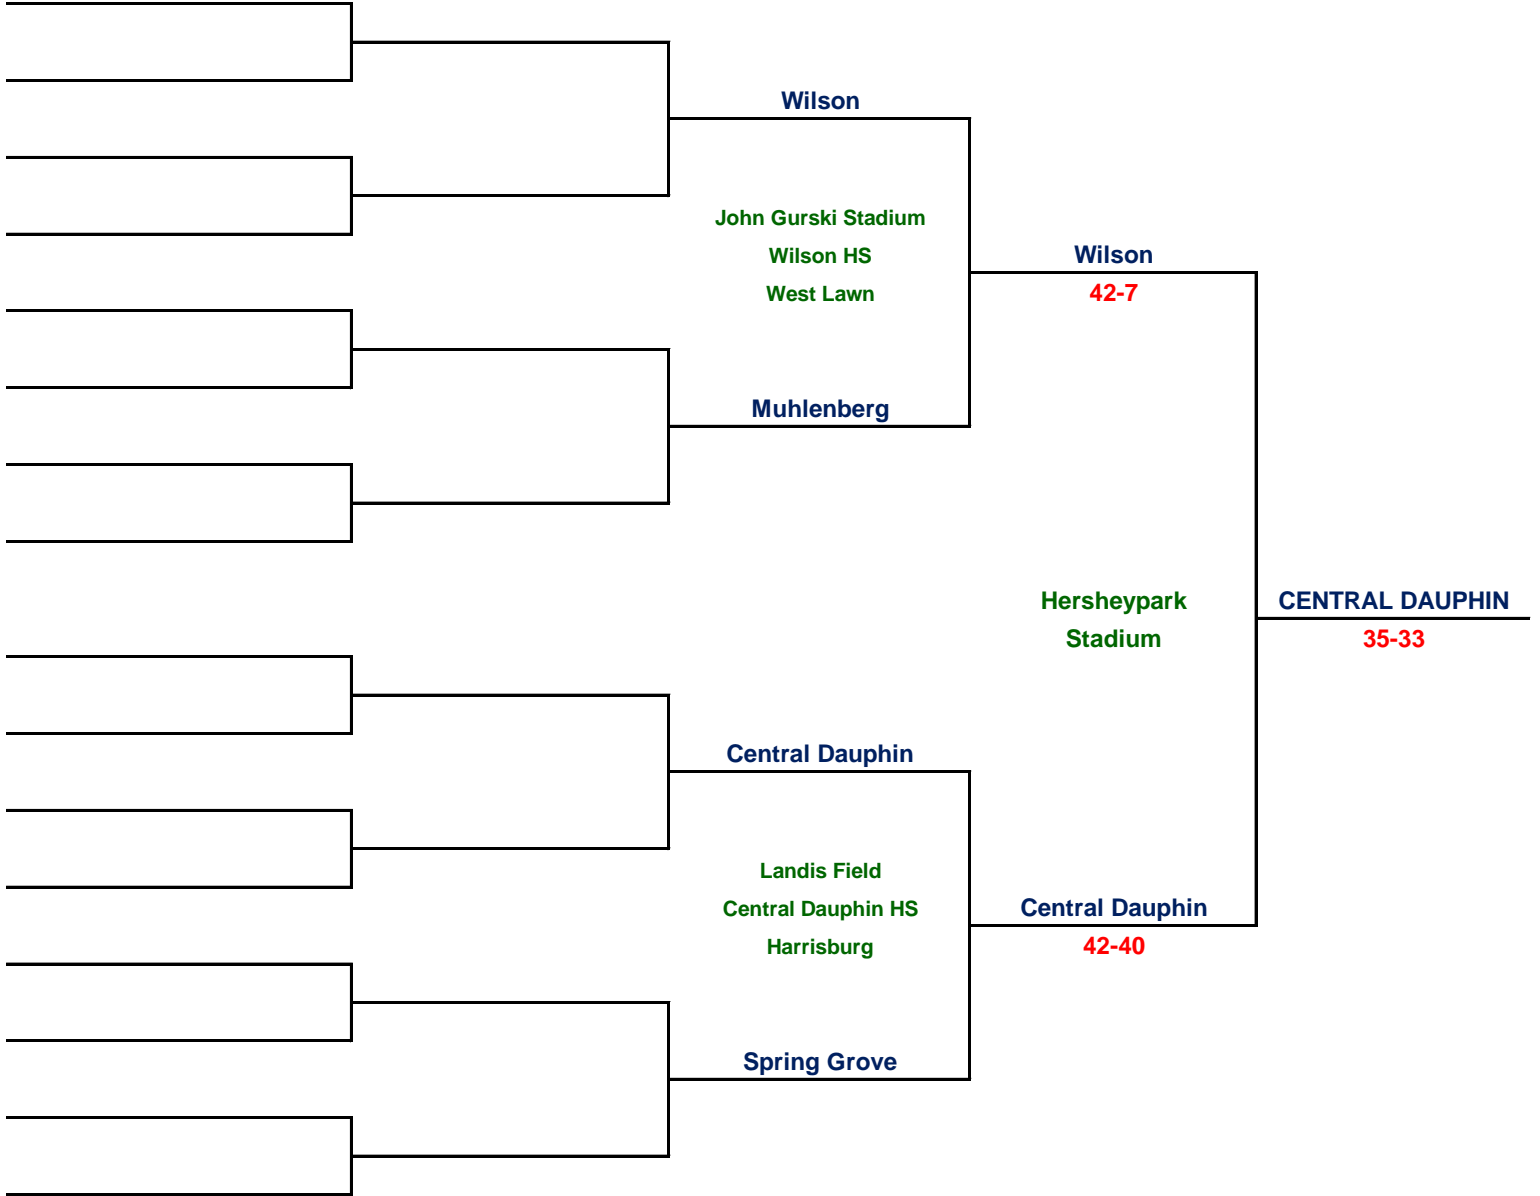 Wilson
John Gurski Stadium
Wilson HS
West Lawn
Wilson
42-7
Muhlenberg
Hersheypark
Stadium
CENTRAL DAUPHIN
35-33
Central Dauphin
Landis Field
Central Dauphin HS
Harrisburg
Central Dauphin
42-40
Spring Grove